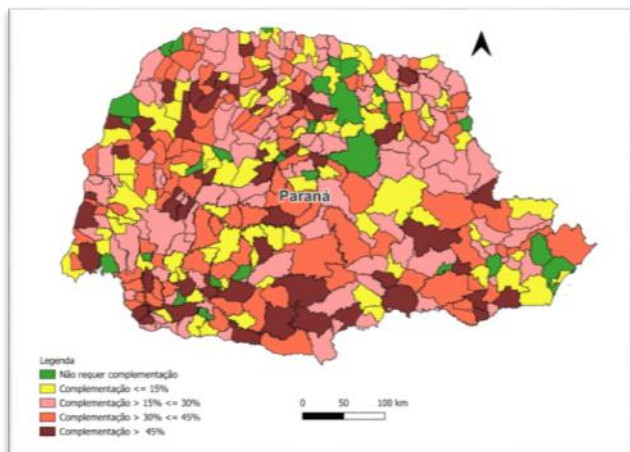 Paraná
Legenda
Não requer complementação
Complementação <= 15%
Complementação > 15% <= 30%
Complementação > 30% <= 45%
Complementação > 45%
0 50 100 km